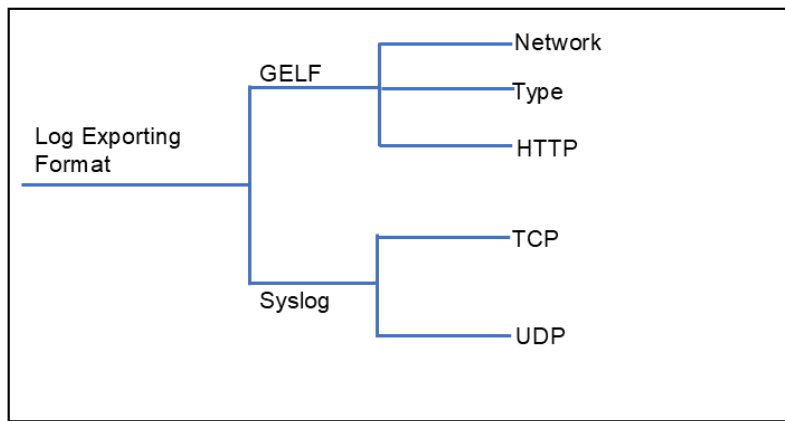 Network
GELF
Type
Log Exporting
Format
HTTP
TCP
Syslog
UDP